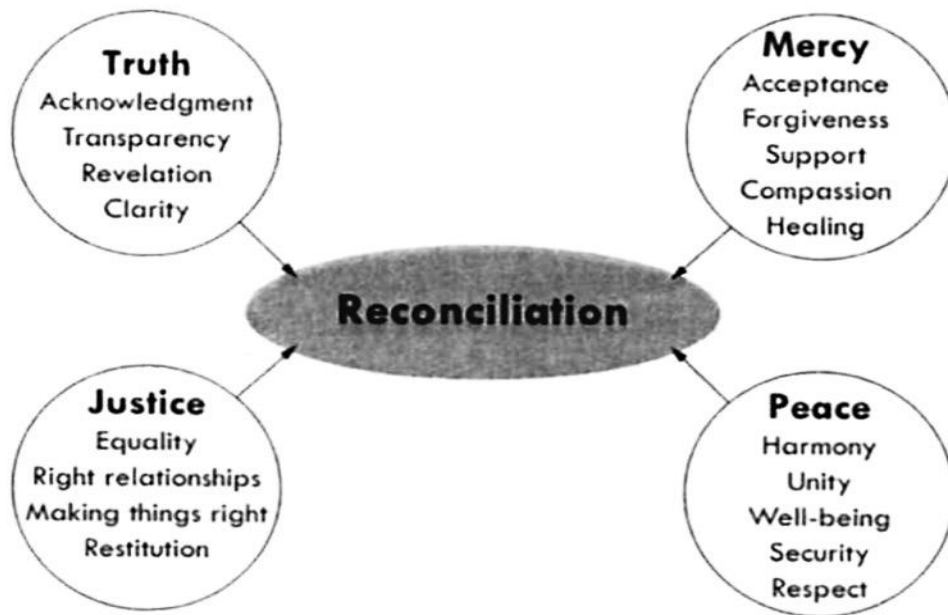 Truth
Acknowledgment
Transparency
Revelation
Clarity
Mercy
Acceptance
Forgiveness
Support
Compassion
Healing
Reconciliation
Justice
Equality
Right relationships
Making things right
Restitution
Peace
Harmony
Unity
Well-being
Security
Respect